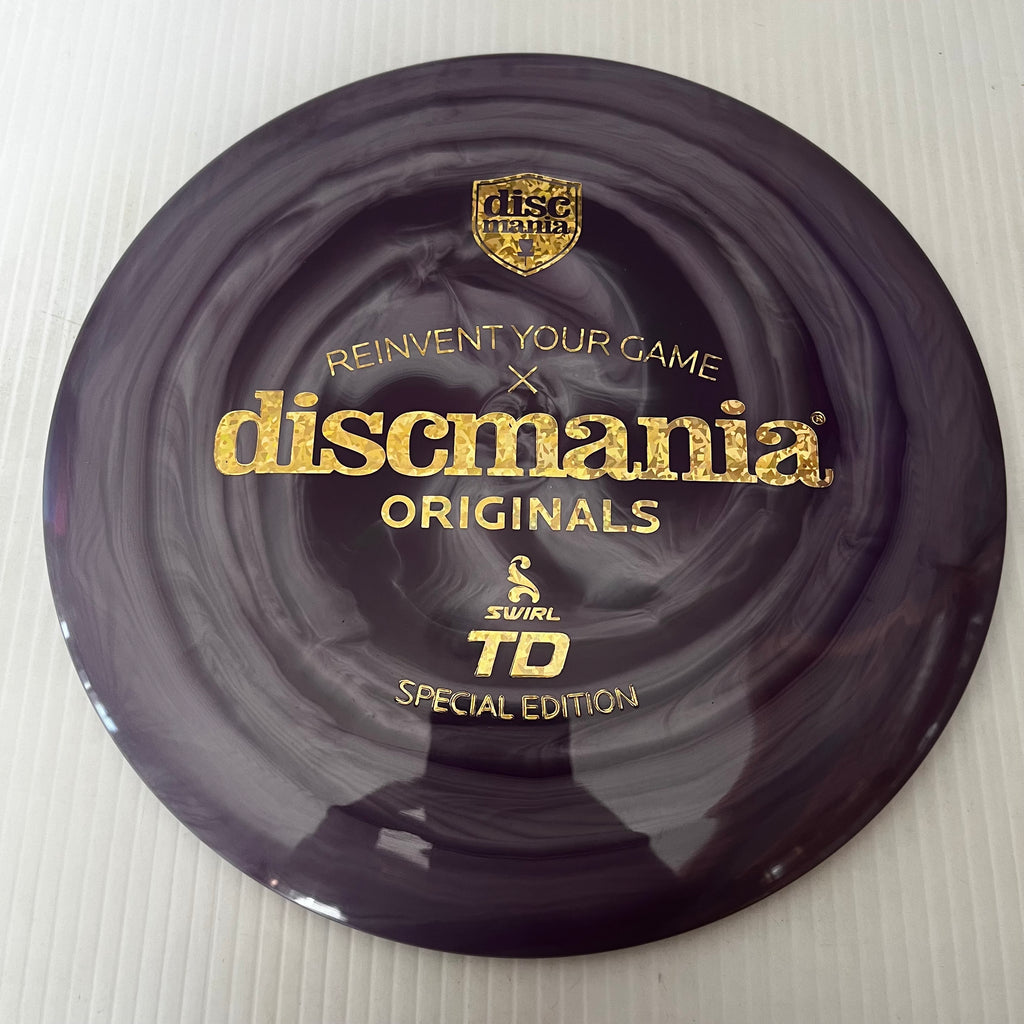 disc
mania
REINVENT YOUR GAME
X
discmania®
ORIGINALS
SWIRL
TD
SPECIAL EDITION